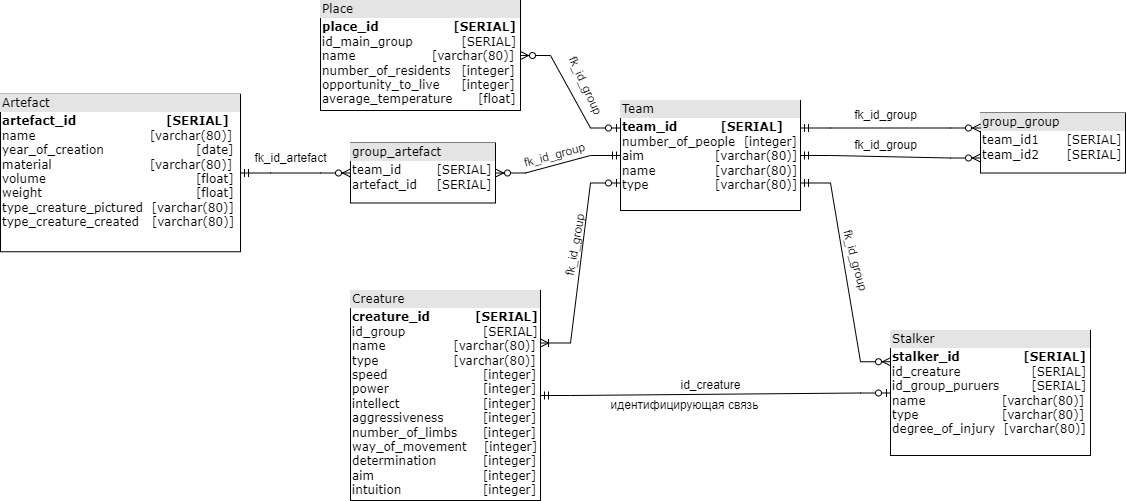 Place
place_id [SERIAL]
id_main_group [SERIAL]
name [varchar(80)]
number_of_residents [integer]
opportunity_to_live [integer]
average_temperature [float]
fk_id_group
Artefact
artefact_id [SERIAL]
name [varchar(80)]
year_of_creation [date]
material [varchar(80)]
volume [float]
weight [float]
type_creature_pictured [varchar(80)]
type_creature_created [varchar(80)]
fk_id_artefact
group_artefact
team_id [SERIAL]
artefact_id [SERIAL]
fk_id_group
Team
team_id [SERIAL]
number_of_people [integer]
aim [varchar(80)]
name [varchar(80)]
type [varchar(80)]
fk_id_group
fk_id_group
group_group
team_id1 [SERIAL]
team_id2 [SERIAL]
fk_id_group
fk_id_group
Creature
creature_id [SERIAL]
id_group [SERIAL]
name [varchar(80)]
type [varchar(80)]
speed [integer]
power [integer]
intellect [integer]
aggressiveness [integer]
number_of_limbs [integer]
way_of_movement [integer]
determination [integer]
aim [integer]
intuition [integer]
id_creature
идентифицирующая связь
Stalker
stalker_id [SERIAL]
id_creature [SERIAL]
id_group_puruers [SERIAL]
name [varchar(80)]
type [varchar(80)]
degree_of_injury [varchar(80)]